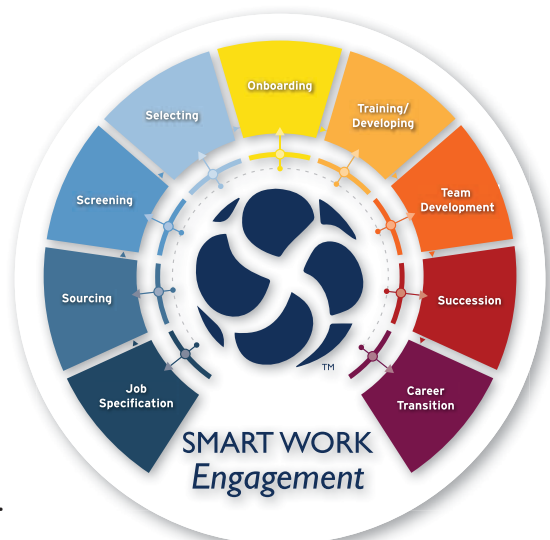 Onboarding
Selecting
Training/
Developing
Screening
Team
Development
Sourcing
Succession
Job
Specification
Career
Transition
TM
SMART WORK
Engagement
.